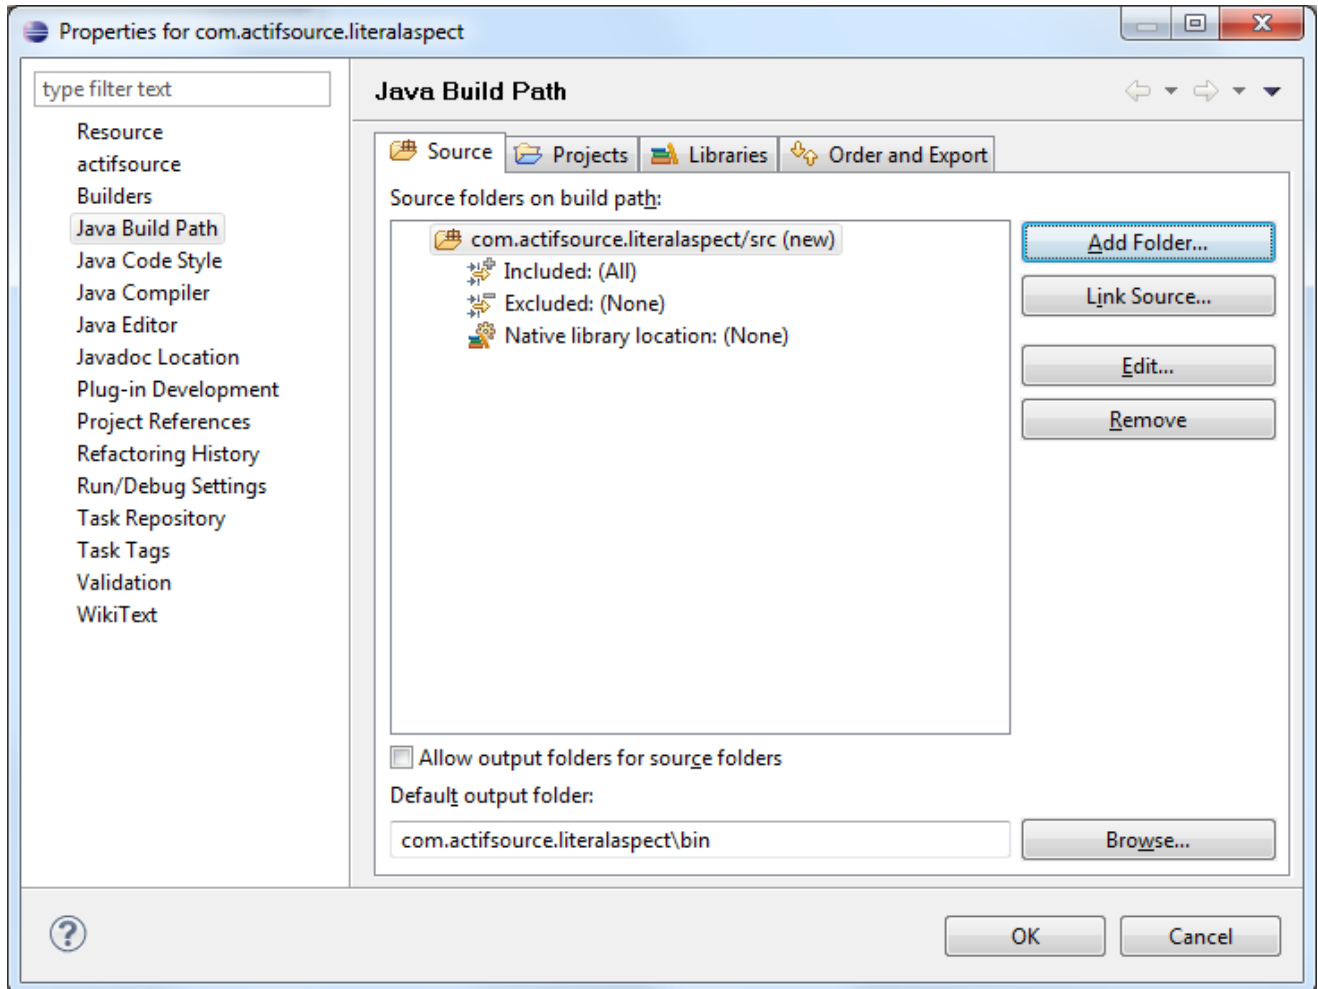 Properties for com.actifsource.literalaspect
type filter text
Resource
actifsource
Builders
Java Build Path
Java Code Style
Java Compiler
Java Editor
Javadoc Location
Plug-in Development
Project References
Refactoring History
Run/Debug Settings
Task Repository
Task Tags
Validation
WikiText
Java Build Path
Source Projects Libraries Order and Export
Source folders on build path:
com.actifsource.literalaspect/src (new)
Included: (All)
Excluded: (None)
Native library location: (None)
Add Folder...
Link Source...
Edit...
Remove
Allow output folders for source folders
Default output folder:
com.actifsource.literalaspect\bin
Browse...
OK Cancel